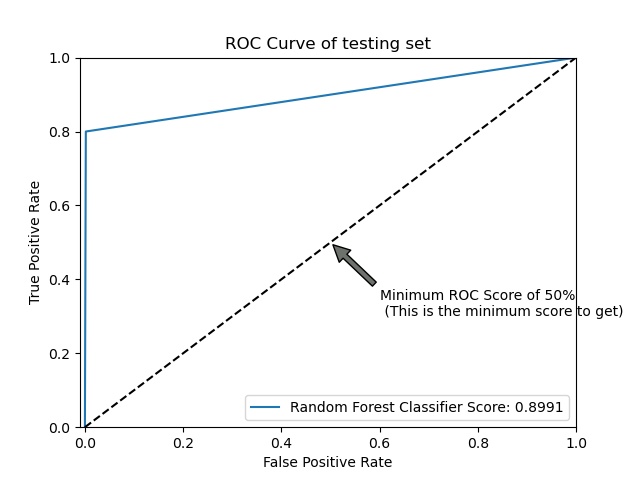 ROC Curve of testing set
1.0
0.8
0.6
0.4
0.2
0.0
True Positive Rate
Minimum ROC Score of 50%
(This is the minimum score to get)
Random Forest Classifier Score: 0.8991
0.0 0.2 0.4 0.6 0.8 1.0
False Positive Rate